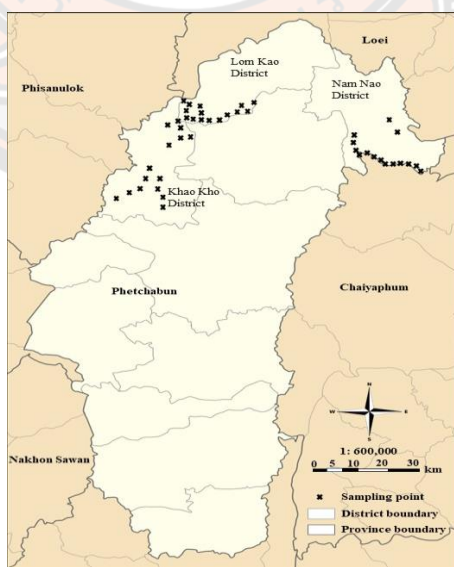 Loei
Lom Kao
District
Nam Nao
District
Phisanulok
Khao Kho
District
Phetchabun
Chaiyaphum
N
W
E
S
1: 600,000
0 5 10 20 30
km
Nakhon Sawan
Sampling point
District boundary
Province boundary